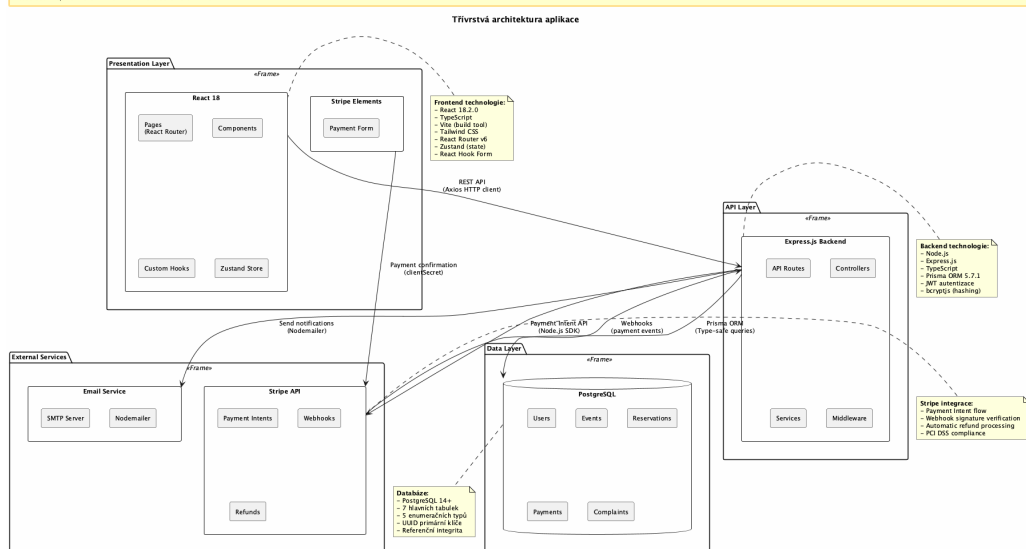 Třívrstvá architektura aplikace
Presentation Layer
«Frame»
React 18
Pages
(React Router)
Components
Custom Hooks
Zustand Store
Stripe Elements
Payment Form
Frontend technologie:
- React 18.2.0
- TypeScript
- Vite (build tool)
- Tailwind CSS
- React Router v6
- Zustand (state)
- React Hook Form
REST API
(Axios HTTP client)
Payment confirmation
(clientSecret)
API Layer
«Frame»
Express.js Backend
API Routes
Controllers
Services
Middleware
Backend technologie:
- Node.js
- Express.js
- TypeScript
- Prisma ORM 5.7.1
- JWT autentizace
- bcryptjs (hashing)
Send notifications
(Nodemailer)
Payment Intent API
(Node.js SDK)
Webhooks
(payment events)
Prisma ORM
(Type-safe queries)
External Services
«Frame»
Email Service
SMTP Server
Nodemailer
Stripe API
Payment Intents
Webhooks
Refunds
Data Layer
«Frame»
PostgreSQL
Users
Events
Reservations
Payments
Complaints
Databáze:
- PostgreSQL 14+
- 7 hlavních tabulek
- 5 enumeračních typů
- UUID primární klíče
- Referenční integrita
Stripe integrace:
- Payment Intent flow
- Webhook signature verification
- Automatic refund processing
- PCI DSS compliance